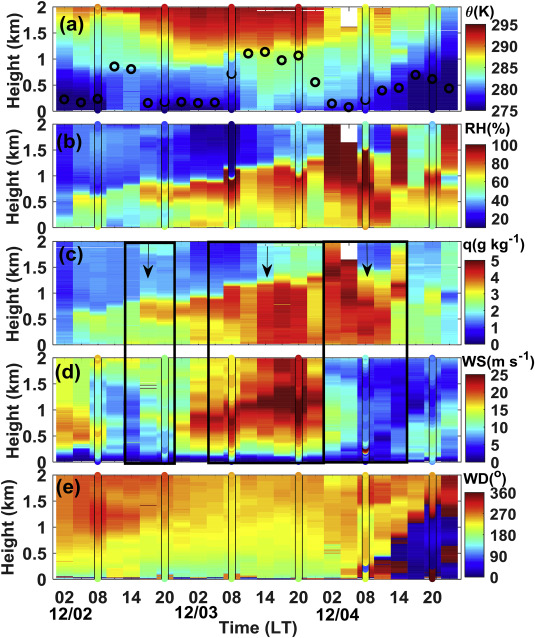 (a)
Height (km)
2
1.5
1
0.5
0
θ(K)
295
290
285
280
275
(b)
Height (km)
2
1.5
1
0.5
0
RH(%)
100
80
60
40
20
10
(c)
Height (km)
2
1.5
1
0.5
0
q(g kg-1)
5
4
3
2
1
0
(d)
Height (km)
2
1.5
1
0.5
0
WS(m s-1)
25
20
15
10
5
0
(e)
Height (km)
2
1.5
1
0.5
0
WD(o)
360
270
180
90
0
02 08 14 20 02 08 14 20 02 08 14 20
12/02 12/03 12/04
Time (LT)